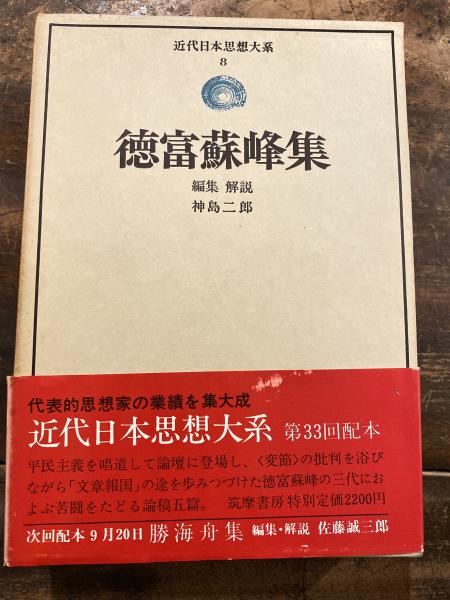 近代日本思想大系
8
徳富蘇峰集
編集 解説
神島二郎
代表的思想家の業績を集大成
近代日本思想大系 第33回配本
平民主義を唱道して論壇に登場し、〈変節〉の批判を浴び
ながら「文章報国」の途を歩みつづけた徳富蘇峰の三代にお
よぶ苦闘をたどる論稿五篇。 筑摩書房 特別定価2200円
次回配本 9月20日 勝海舟集 編集・解説 佐藤誠三郎